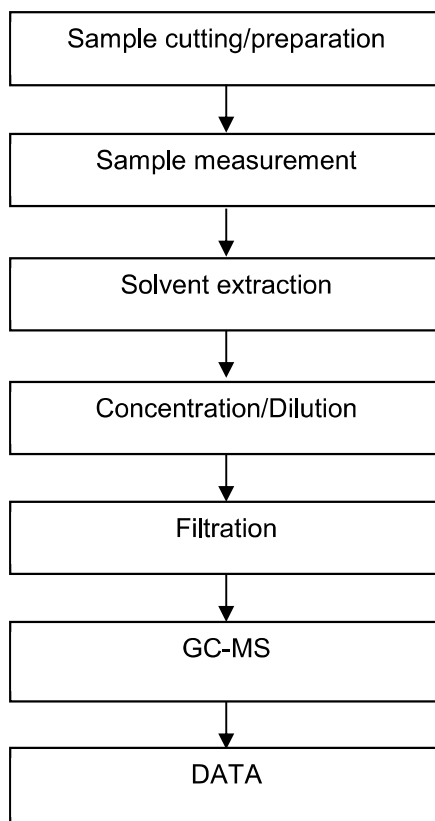 Sample cutting/preparation
Sample measurement
Solvent extraction
Concentration/Dilution
Filtration
GC-MS
DATA